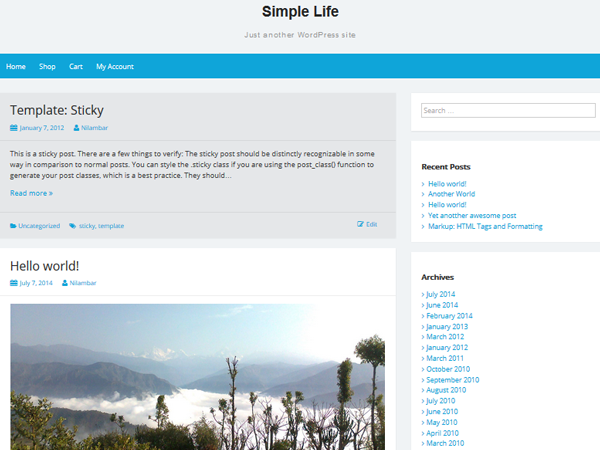 Simple Life
Just another WordPress site
Home Shop Cart My Account
Template: Sticky
January 7, 2012 Nilambar
This is a sticky post. There are a few things to verify: The sticky post should be distinctly recognizable in some
way in comparison to normal posts. You can style the .sticky class if you are using the post_class() function to
generate your post classes, which is a best practice. They should…
Read more »
Uncategorized sticky, template Edit
Hello world!
July 7, 2014 Nilambar
Search ...
Recent Posts
Hello world!
Another World
Hello world!
Yet anotther awesome post
Markup: HTML Tags and Formatting
Archives
July 2014
June 2014
February 2014
January 2013
March 2012
January 2012
March 2011
October 2010
September 2010
August 2010
July 2010
June 2010
May 2010
April 2010
March 2010